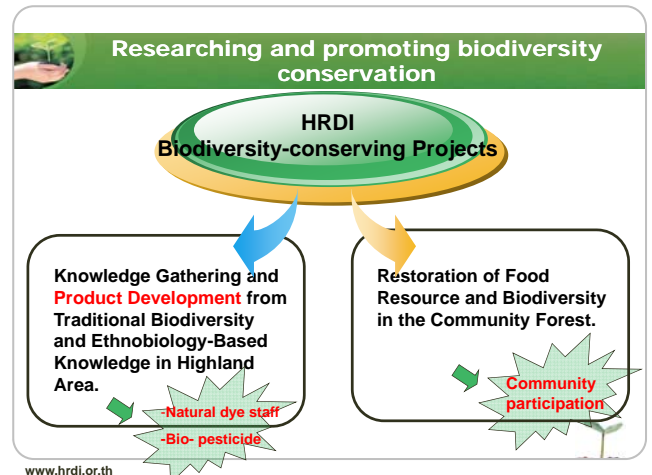 Researching and promoting biodiversity
conservation
HRDI
Biodiversity-conserving Projects
Knowledge Gathering and
Product Development from
Traditional Biodiversity
and Ethnobiology-Based
Knowledge in Highland
Area.
-Natural dye staff
-Bio- pesticide
Restoration of Food
Resource and Biodiversity
in the Community Forest.
Community
participation
www.hrdi.or.th